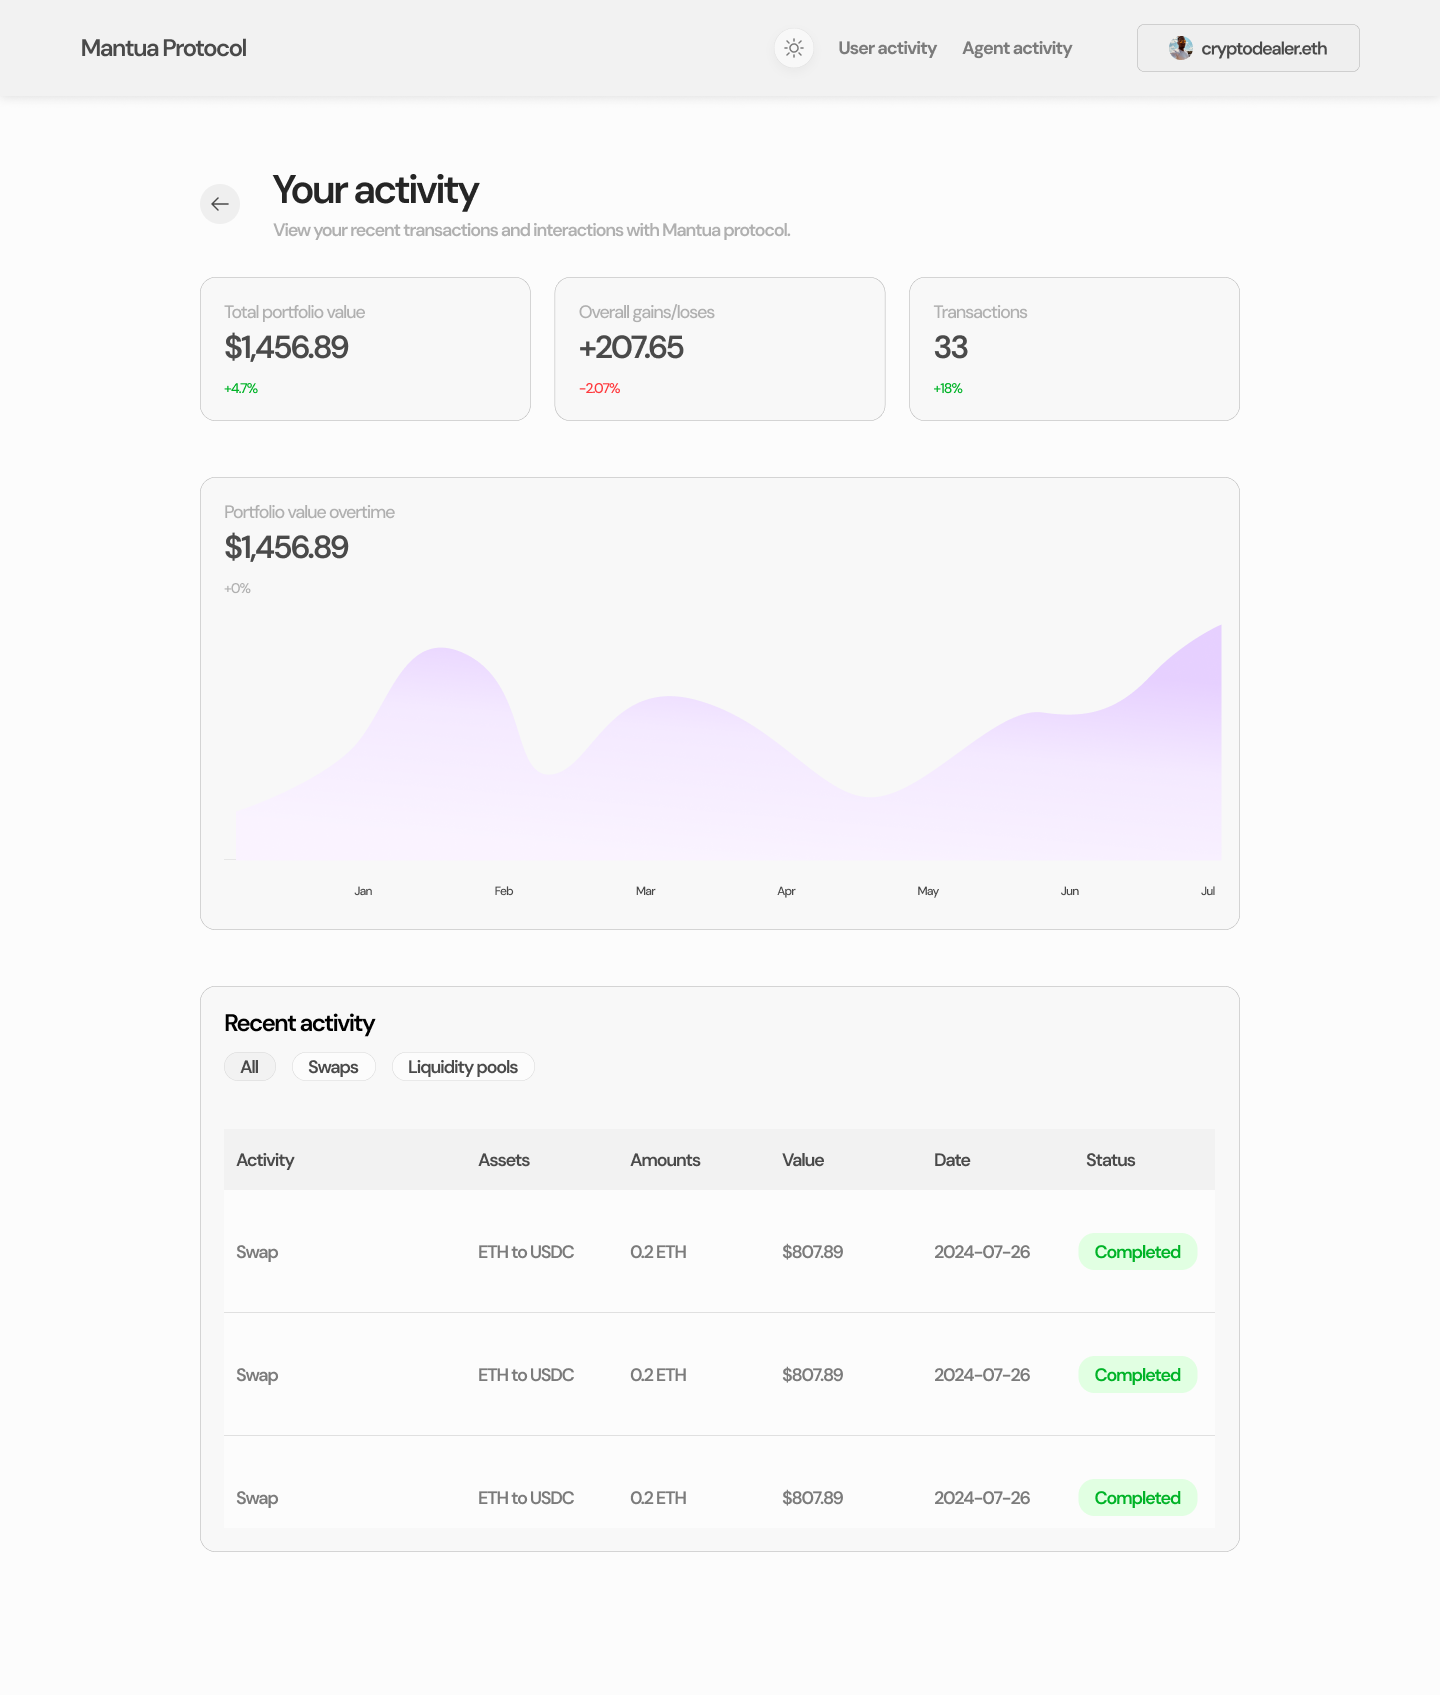 Mantua Protocol
User activity
Agent activity
cryptodealer.eth
Your activity
View your recent transactions and interactions with Mantua protocol.
Total portfolio value
$1,456.89
+4.7%
Overall gains/loses
+207.65
-2.07%
Transactions
33
+18%
Portfolio value overtime
$1,456.89
+0%
Jan Feb Mar Apr May Jun Jul
Recent activity
All Swaps Liquidity pools
Activity Assets Amounts Value Date Status
Swap ETH to USDC 0.2 ETH $807.89 2024-07-26 Completed
Swap ETH to USDC 0.2 ETH $807.89 2024-07-26 Completed
Swap ETH to USDC 0.2 ETH $807.89 2024-07-26 Completed